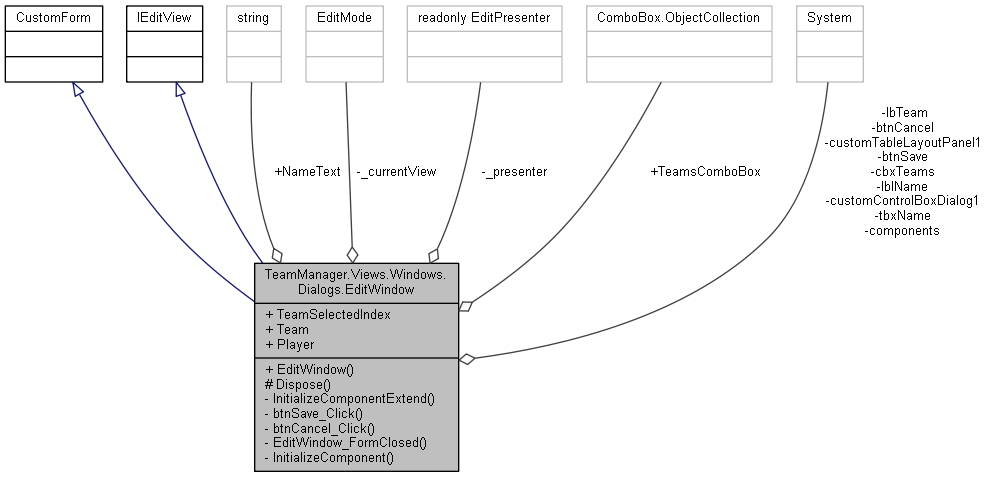 CustomForm
IEditView
string
EditMode
readonly EditPresenter
ComboBox.ObjectCollection
System
-lbTeam
-btnCancel
-customTableLayoutPanel1
-btnSave
-cbxTeams
-lblName
-customControlBoxDialog1
-tbxName
-components
+NameText
-_currentView
-_presenter
+TeamsComboBox
TeamManager.Views.Windows.
Dialogs.EditWindow
+ TeamSelectedIndex
+ Team
+ Player
+ EditWindow()
# Dispose()
- InitializeComponentExtend()
- btnSave_Click()
- btnCancel_Click()
- EditWindow_FormClosed()
- InitializeComponent()